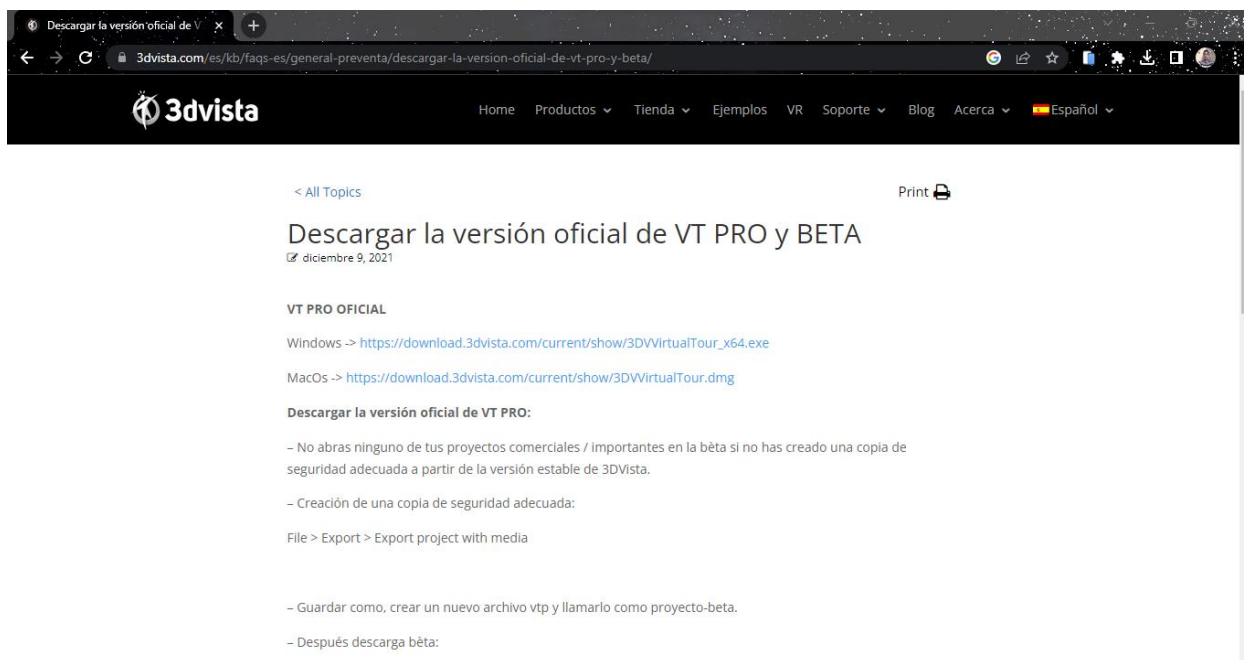 Descargar la versión oficial de V
3dvista.com/es/kb/faqs-es/general-preventa/descargar-la-version-oficial-de-vt-pro-y-beta/
3dvista
Home Productos Tienda Ejemplos VR Soporte Blog Acerca Español
< All Topics
Print
Descargar la versión oficial de VT PRO y BETA
diciembre 9, 2021
VT PRO OFICIAL
Windows -> https://download.3dvista.com/current/show/3DVVirtualTour_x64.exe
MacOs -> https://download.3dvista.com/current/show/3DVVirtualTour.dmg
Descargar la versión oficial de VT PRO:
– No abras ninguno de tus proyectos comerciales / importantes en la bèta si no has creado una copia de
seguridad adecuada a partir de la versión estable de 3DVista.
– Creación de una copia de seguridad adecuada:
File > Export > Export project with media
– Guardar como, crear un nuevo archivo vtp y llamarlo como proyecto-beta.
– Después descarga bèta: